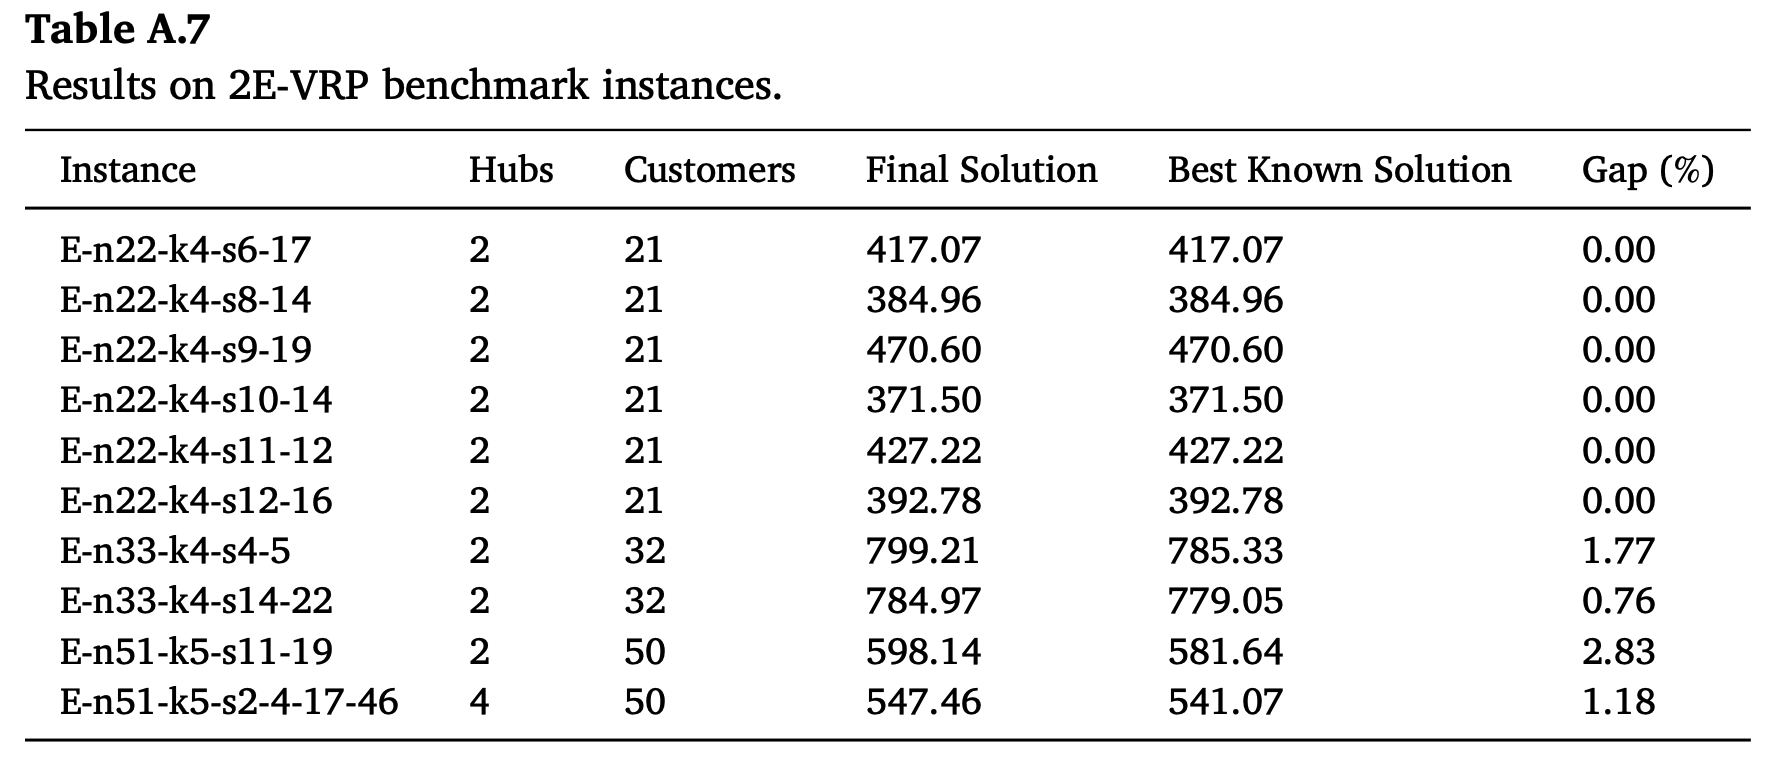 Table A.7
Results on 2E-VRP benchmark instances.
Instance Hubs Customers Final Solution Best Known Solution Gap (%)
E-n22-k4-s6-17 2 21 417.07 417.07 0.00
E-n22-k4-s8-14 2 21 384.96 384.96 0.00
E-n22-k4-s9-19 2 21 470.60 470.60 0.00
E-n22-k4-s10-14 2 21 371.50 371.50 0.00
E-n22-k4-s11-12 2 21 427.22 427.22 0.00
E-n22-k4-s12-16 2 21 392.78 392.78 0.00
E-n33-k4-s4-5 2 32 799.21 785.33 1.77
E-n33-k4-s14-22 2 32 784.97 779.05 0.76
E-n51-k5-s11-19 2 50 598.14 581.64 2.83
E-n51-k5-s2-4-17-46 4 50 547.46 541.07 1.18